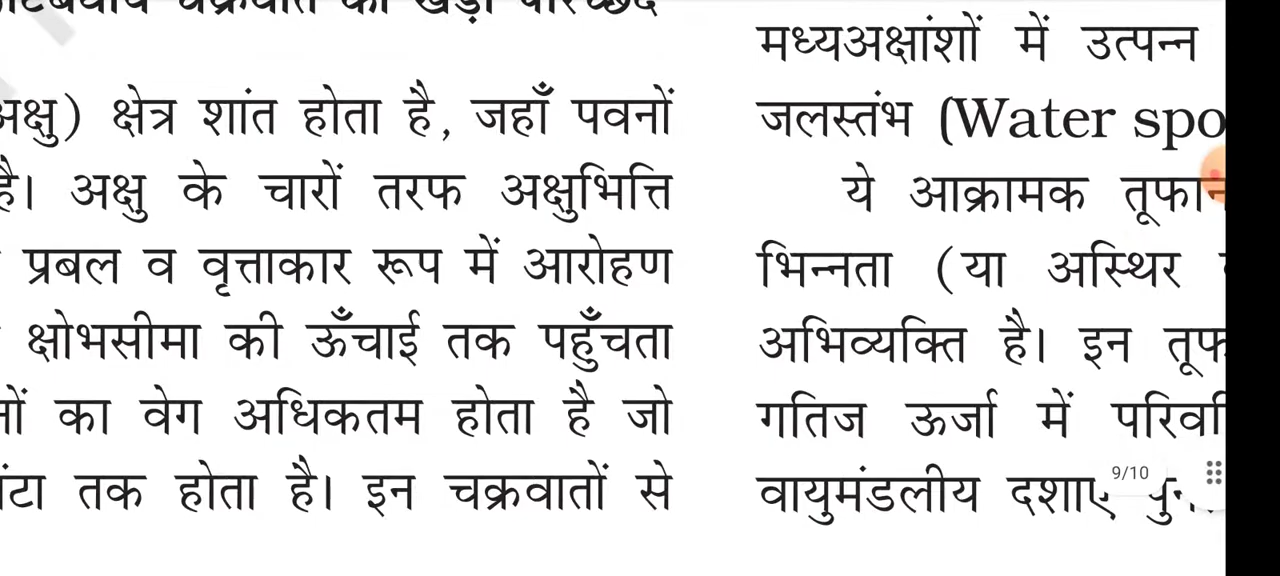 अक्षु) क्षेत्र शांत होता है, जहाँ पवनों
है। अक्षु के चारों तरफ अक्षुभित्ति
प्रबल व वृत्ताकार रूप में आरोहण
क्षोभसीमा की ऊँचाई तक पहुँचता
का वेग अधिकतम होता है जो
तक होता है। इन चक्रवातों से
मध्यअक्षांशों में उत्पन्न
जलस्तंभ (Water spo
ये आक्रामक तूफान
भिन्नता (या अस्थिर
अभिव्यक्ति है। इन
गतिज ऊर्जा में
वायुमंडलीय दशाए
9/10